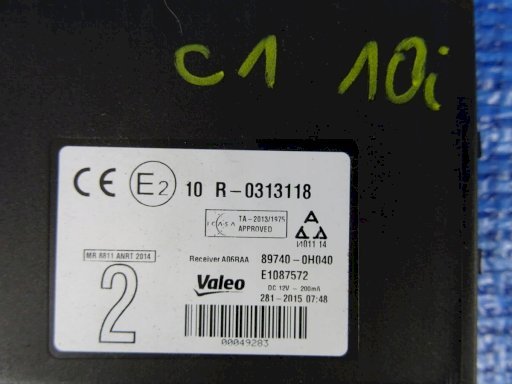 C1 10i
CE E2 10 R-0313118
ICASA TA-2013/1975
APPROVED
И011 14
MR 8811 ANRT 2014
Receiver A06RAA 89740-0H040
2 Valeo E1087572
DC 12V - 200mA
281-2015 07:48
00049283